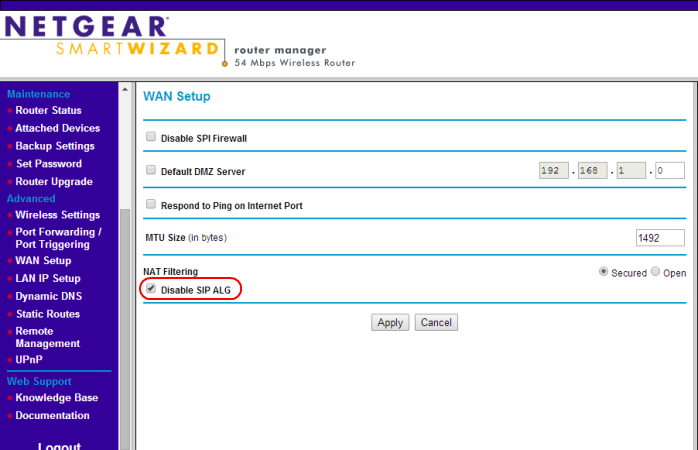 NETGEAR®
SMARTWIZARD router manager
54 Mbps Wireless Router
Maintenance
Router Status
Attached Devices
Backup Settings
Set Password
Router Upgrade
Advanced
Wireless Settings
Port Forwarding /
Port Triggering
WAN Setup
LAN IP Setup
Dynamic DNS
Static Routes
Remote
Management
UPnP
Web Support
Knowledge Base
Documentation
Logout
WAN Setup
Disable SPI Firewall
Default DMZ Server 192 . 168 . 1 . 0
Respond to Ping on Internet Port
MTU Size (in bytes) 1492
NAT Filtering Secured Open
Disable SIP ALG
Apply Cancel